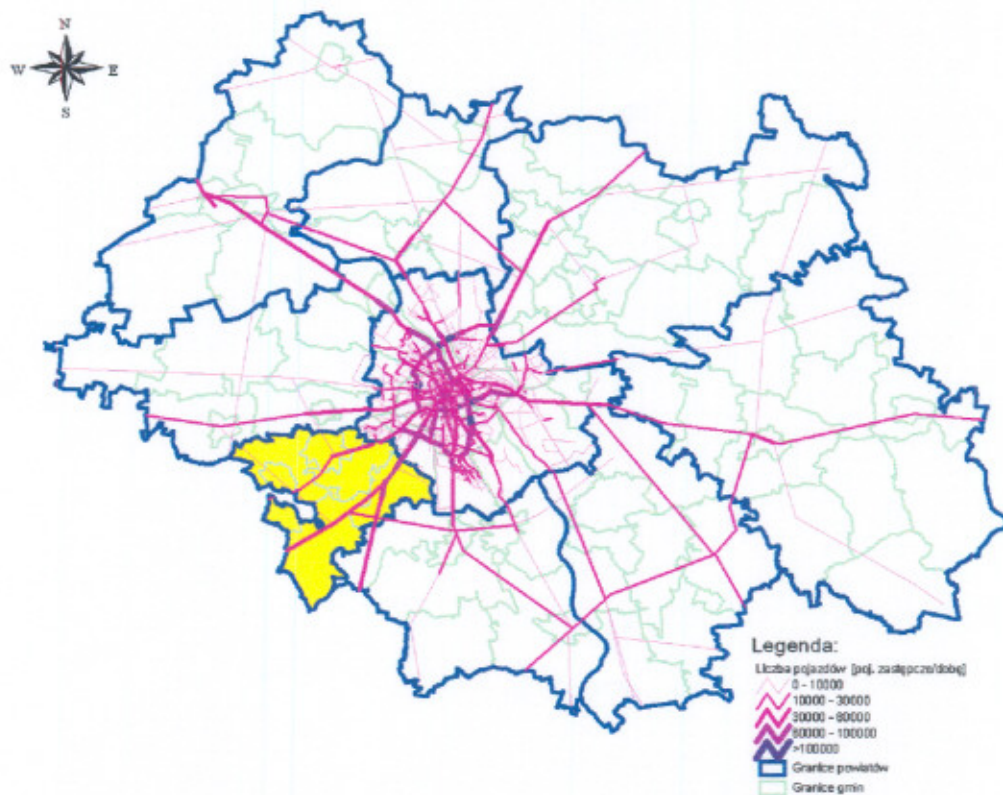 N
W E
S
Legenda:
Liczba pojazdów [poj. zastępcze/dobę]
0 - 10000
10000 - 30000
30000 - 60000
60000 - 100000
>100000
Granice powiatów
Granice gmin